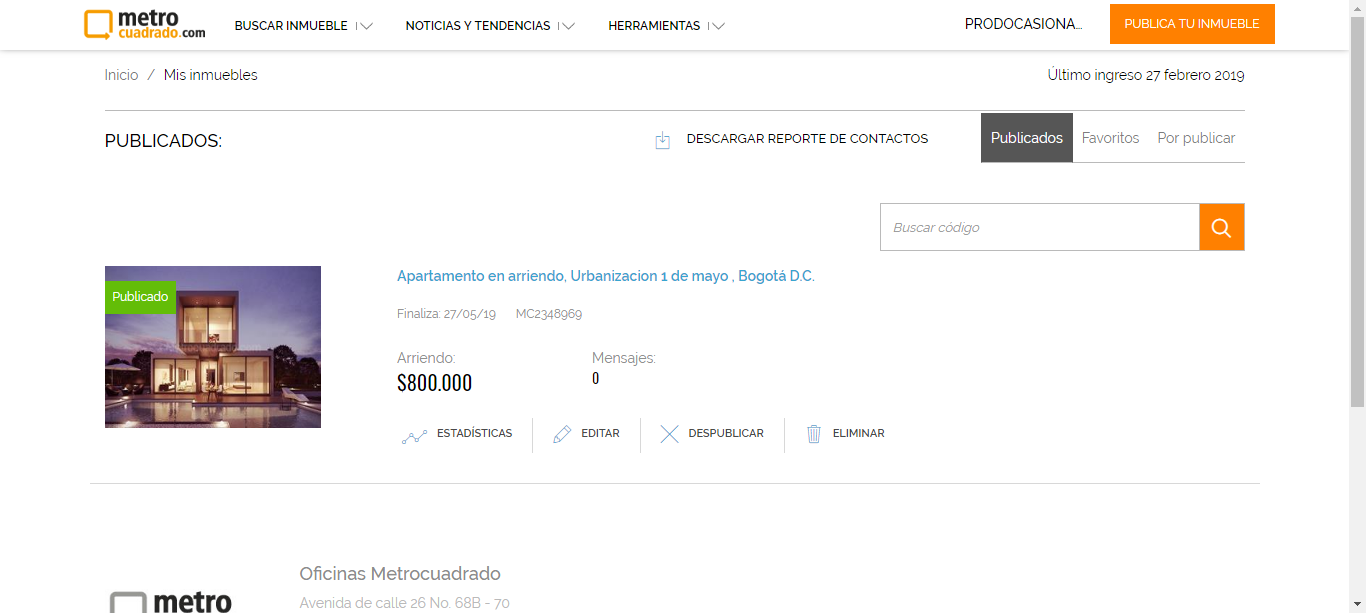 metro
cuadrado.com
BUSCAR INMUEBLE
NOTICIAS Y TENDENCIAS
HERRAMIENTAS
PRODOCASIONA...
PUBLICA TU INMUEBLE
Inicio / Mis inmuebles
Último ingreso 27 febrero 2019
PUBLICADOS:
DESCARGAR REPORTE DE CONTACTOS
Publicados
Favoritos
Por publicar
Buscar código
Publicado
Apartamento en arriendo, Urbanizacion 1 de mayo , Bogotá D.C.
Finaliza: 27/05/19 MC2348969
Arriendo:
$800.000
Mensajes:
0
ESTADÍSTICAS
EDITAR
DESPUBLICAR
ELIMINAR
metro
Oficinas Metrocuadrado
Avenida de calle 26 No. 68B - 70